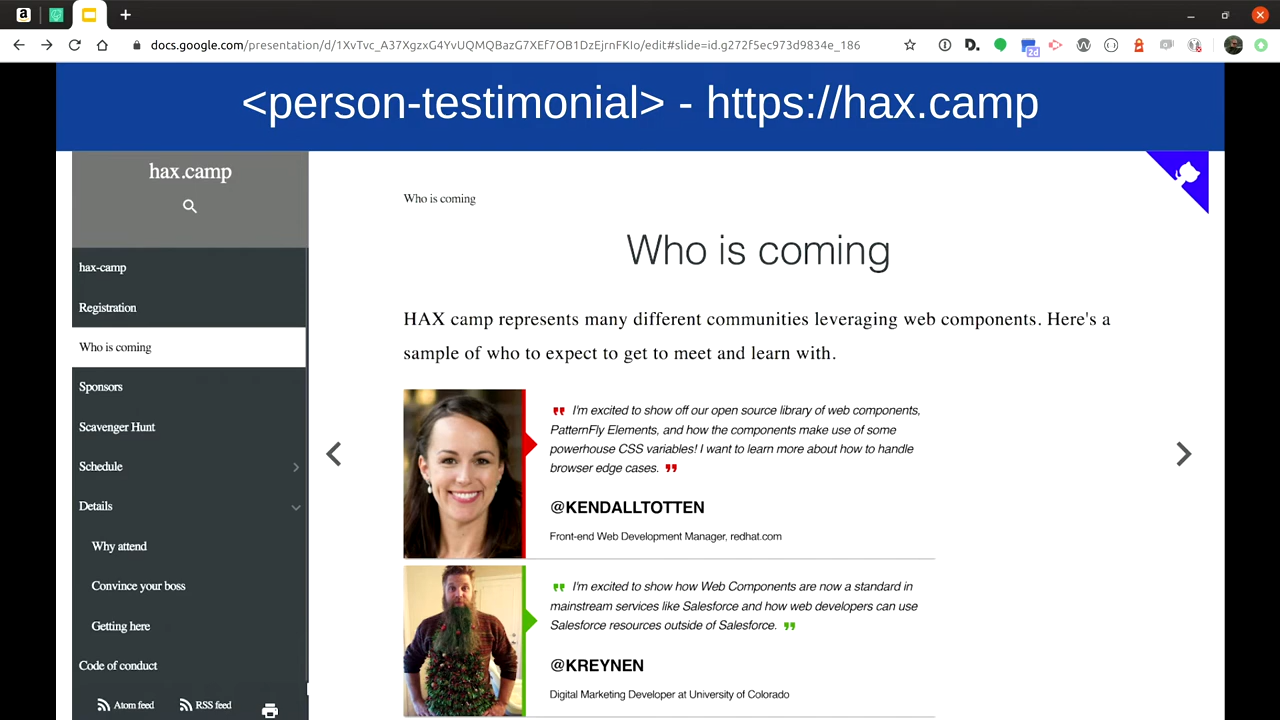 docs.google.com/presentation/d/1XvTvc_A37XgzxG4YvUQMQBazG7XEf7OB1DzEjrnFKIo/edit#slide=id.g272f5ec973d9834e_186
2d
<person-testimonial> - https://hax.camp
hax.camp
hax-camp
Registration
Who is coming
Sponsors
Scavenger Hunt
Schedule
Details
Why attend
Convince your boss
Getting here
Code of conduct
Atom feed
RSS feed
Who is coming
Who is coming
HAX camp represents many different communities leveraging web components. Here's a
sample of who to expect to get to meet and learn with.
I'm excited to show off our open source library of web components,
PatternFly Elements, and how the components make use of some
powerhouse CSS variables! I want to learn more about how to handle
browser edge cases.
@KENDALLTOTTEN
Front-end Web Development Manager, redhat.com
I'm excited to show how Web Components are now a standard in
mainstream services like Salesforce and how web developers can use
Salesforce resources outside of Salesforce.
@KREYNEN
Digital Marketing Developer at University of Colorado